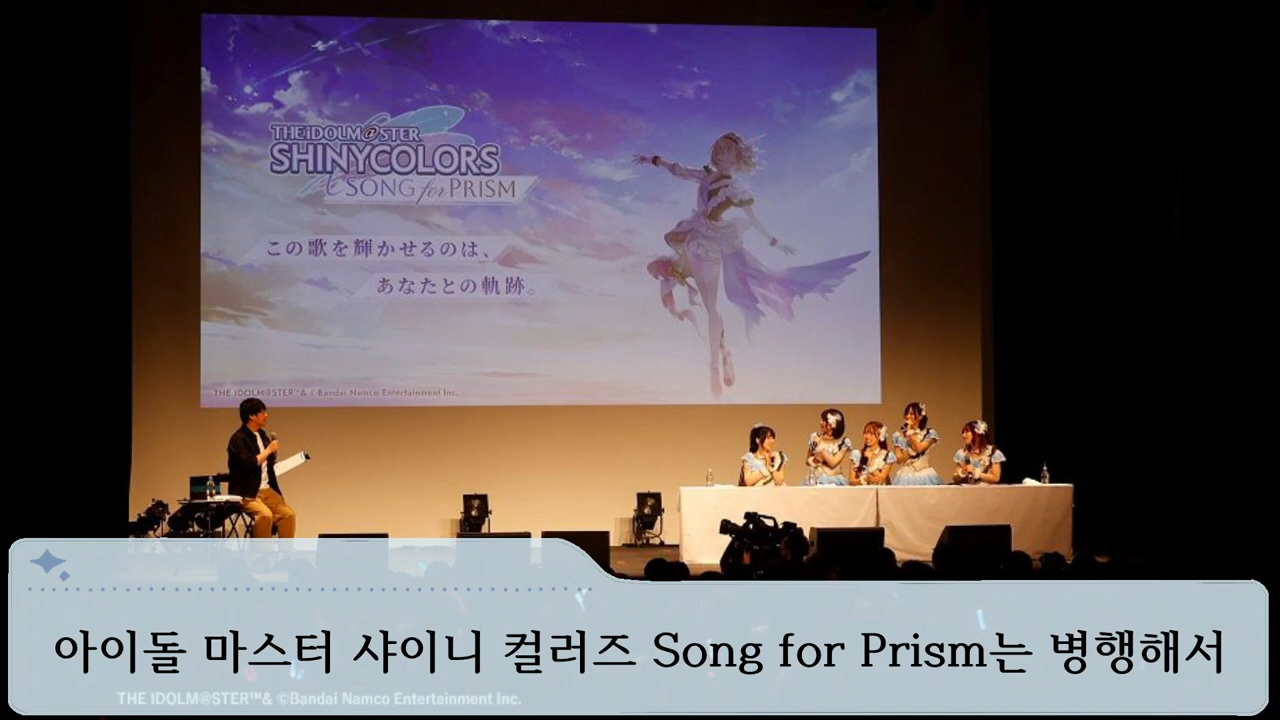 THE iDOLM@STER
SHINYCOLORS
SONG for PRISM
この歌を輝かせるのは、
あなたとの軌跡。
THE IDOLM@STER™& ©Bandai Namco Entertainment Inc.
아이돌 마스터 샤이니 컬러즈 Song for Prism는 병행해서
THE IDOLM@STER™& ©Bandai Namco Entertainment Inc.